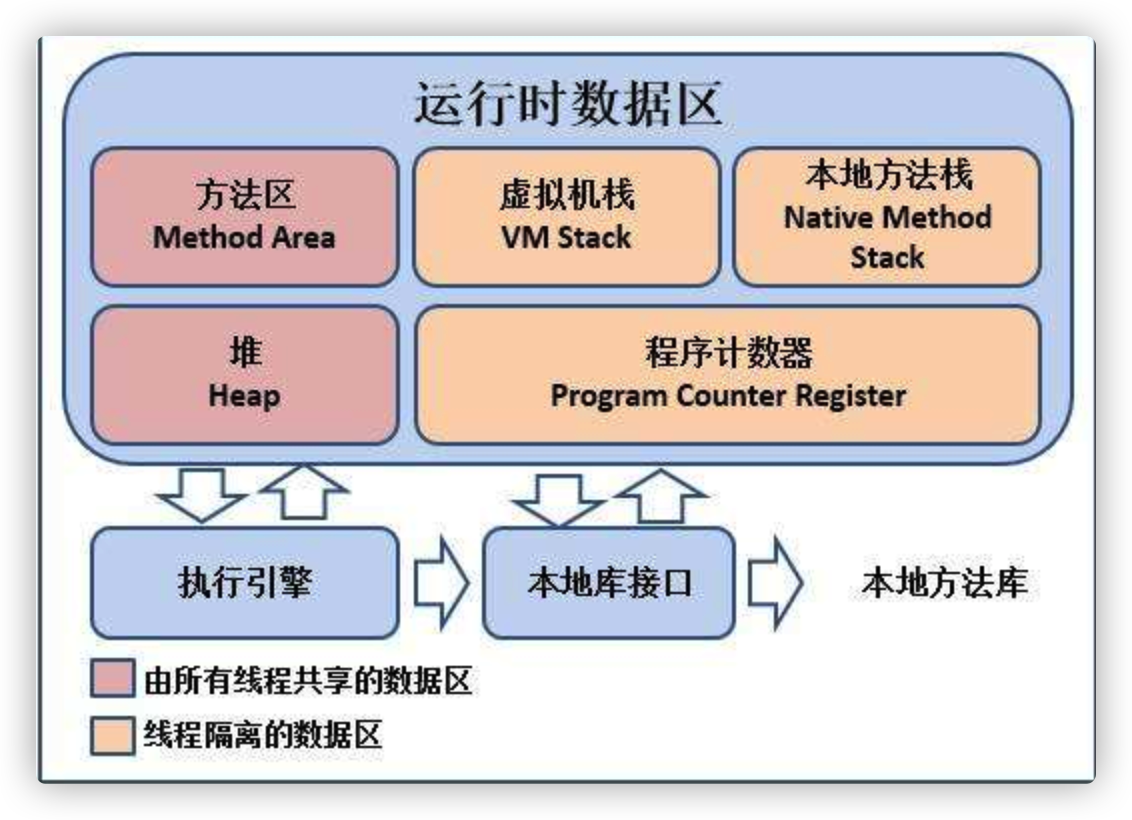 运行时数据区
方法区
Method Area
虚拟机栈
VM Stack
本地方法栈
Native Method
Stack
堆
Heap
程序计数器
Program Counter Register
执行引擎
本地库接口
本地方法库
由所有线程共享的数据区
线程隔离的数据区